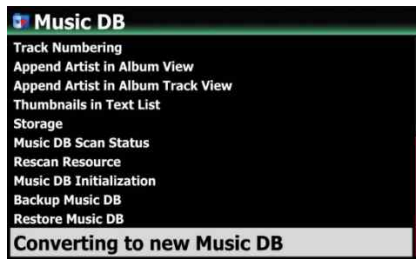 Music DB
Track Numbering
Append Artist in Album View
Append Artist in Album Track View
Thumbnails in Text List
Storage
Music DB Scan Status
Rescan Resource
Music DB Initialization
Backup Music DB
Restore Music DB
Converting to new Music DB